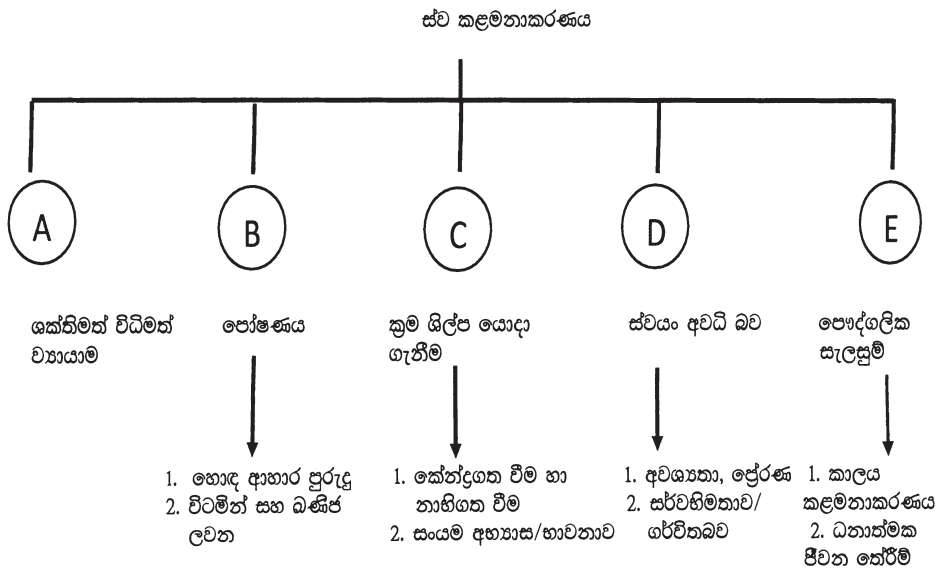 ස්ව කළමනාකරණය
A
B
C
D
E
ශක්තිමත් විධිමත්
ව්‍යායාම
පෝෂණය
ක්‍රම ශිල්ප යොදා
ගැනීම
ස්වයං අවධි බව
පෞද්ගලික
සැලසුම්
1. හොඳ ආහාර පුරුදු
2. විටමින් සහ ඛණිජ
ලවන
1. කේන්ද්‍රගත වීම හා
නාභිගත වීම
2. සංයම අභ්‍යාස/භාවනාව
1. අවශ්‍යතා, ප්‍රේරණ
2. සර්වභිමතාව/
ගර්විතබව
1. කාලය
කළමනාකරණය
2. ධනාත්මක
ජීවන තේරීම්